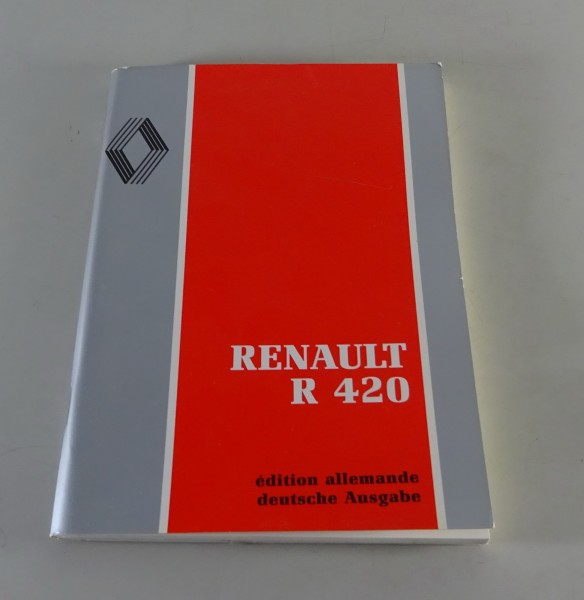 RENAULT
R 420
édition allemande
deutsche Ausgabe